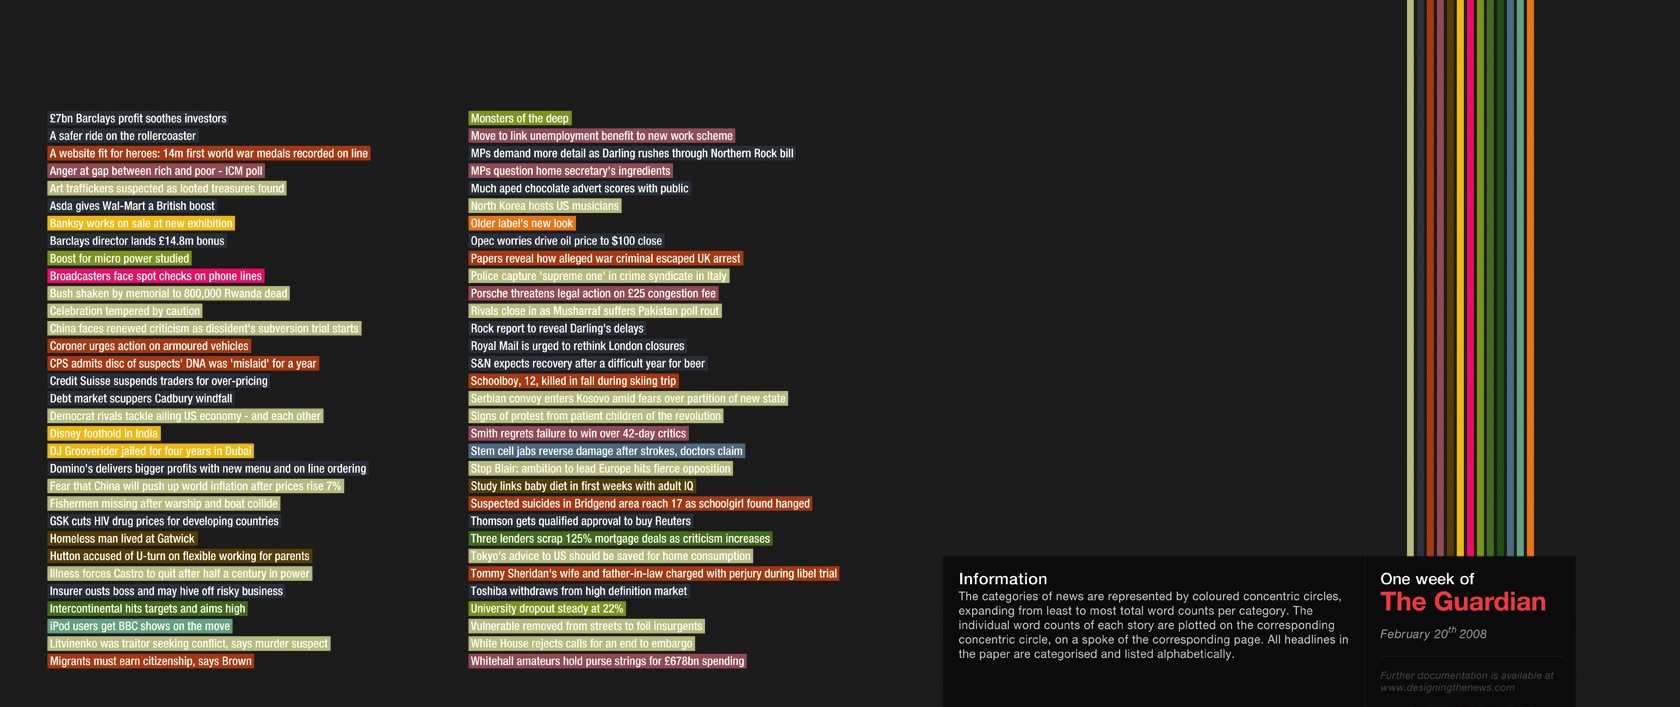 £7bn Barclays profit soothes investors
A safer ride on the rollercoaster
A website fit for heroes: 14m first world war medals recorded on line
Anger at gap between rich and poor - ICM poll
Art traffickers suspected as looted treasures found
Asda gives Wal-Mart a British boost
Banksy works on sale at new exhibition
Barclays director lands £14.8m bonus
Boost for micro power studied
Broadcasters face spot checks on phone lines
Bush shaken by memorial to 800,000 Rwanda dead
Celebration tempered by caution
China faces renewed criticism as dissident's subversion trial starts
Coroner urges action on armoured vehicles
CPS admits disc of suspects' DNA was 'mislaid' for a year
Credit Suisse suspends traders for over-pricing
Debt market scuppers Cadbury windfall
Democrat rivals tackle ailing US economy - and each other
Disney foothold in India
DJ Grooverider jailed for four years in Dubai
Domino's delivers bigger profits with new menu and on line ordering
Fear that China will push up world inflation after prices rise 7%
Fishermen missing after warship and boat collide
GSK cuts HIV drug prices for developing countries
Homeless man lived at Gatwick
Hutton accused of U-turn on flexible working for parents
Illness forces Castro to quit after half a century in power
Insurer ousts boss and may hive off risky business
Intercontinental hits targets and aims high
iPod users get BBC shows on the move
Litvinenko was traitor seeking conflict, says murder suspect
Migrants must earn citizenship, says Brown
Monsters of the deep
Move to link unemployment benefit to new work scheme
MPs demand more detail as Darling rushes through Northern Rock bill
MPs question home secretary's ingredients
Much aped chocolate advert scores with public
North Korea hosts US musicians
Older label's new look
Opec worries drive oil price to $100 close
Papers reveal how alleged war criminal escaped UK arrest
Police capture 'supreme one' in crime syndicate in Italy
Porsche threatens legal action on £25 congestion fee
Rivals close in as Musharraf suffers Pakistan poll rout
Rock report to reveal Darling's delays
Royal Mail is urged to rethink London closures
S&N expects recovery after a difficult year for beer
Schoolboy, 12, killed in fall during skiing trip
Serbian convoy enters Kosovo amid fears over partition of new state
Signs of protest from patient children of the revolution
Smith regrets failure to win over 42-day critics
Stem cell jabs reverse damage after strokes, doctors claim
Stop Blair: ambition to lead Europe hits fierce opposition
Study links baby diet in first weeks with adult IQ
Suspected suicides in Bridgend area reach 17 as schoolgirl found hanged
Thomson gets qualified approval to buy Reuters
Three lenders scrap 125% mortgage deals as criticism increases
Tokyo's advice to US should be saved for home consumption
Tommy Sheridan's wife and father-in-law charged with perjury during libel trial
Toshiba withdraws from high definition market
University dropout steady at 22%
Vulnerable removed from streets to foil insurgents
White House rejects calls for an end to embargo
Whitehall amateurs hold purse strings for £678bn spending
Information
The categories of news are represented by coloured concentric circles,
expanding from least to most total word counts per category. The
individual word counts of each story are plotted on the corresponding
concentric circle, on a spoke of the corresponding page. All headlines in
the paper are categorised and listed alphabetically.
One week of
The Guardian
February 20th 2008
Further documentation is available at
www.designingthenews.com